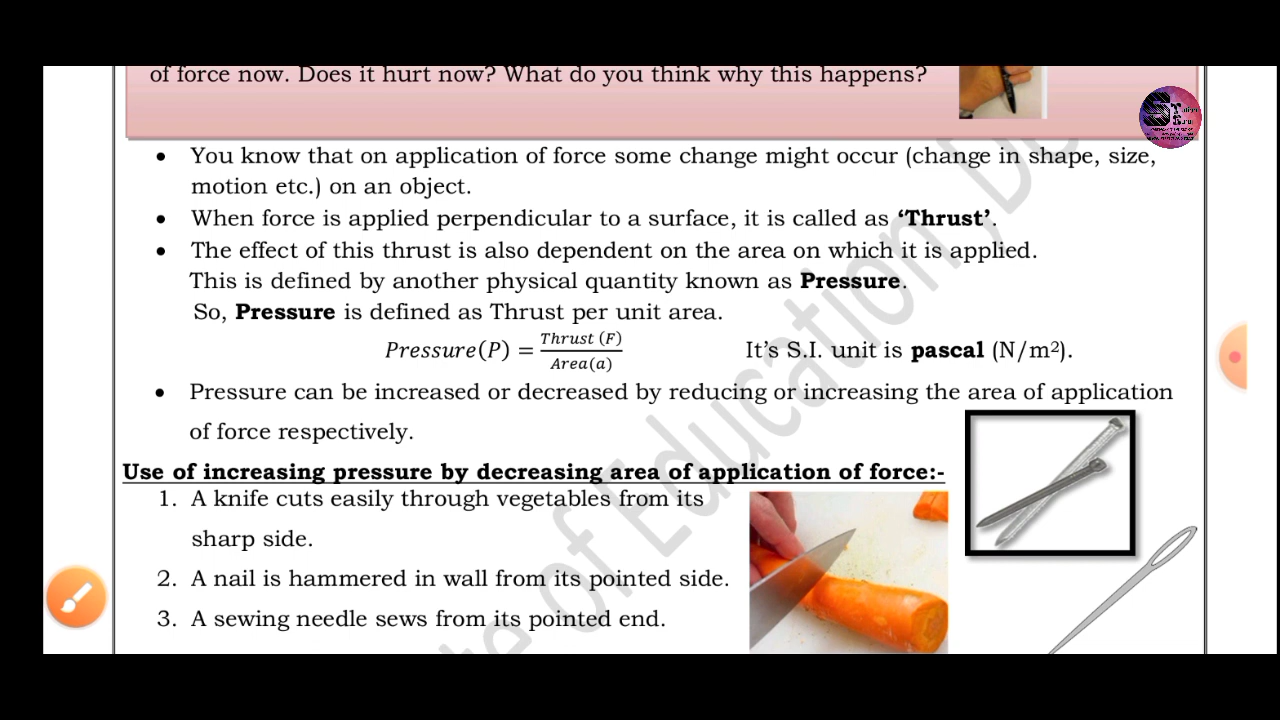 of force now. Does it hurt now? What do you think why this happens?
• You know that on application of force some change might occur (change in shape, size,
motion etc.) on an object.
• When force is applied perpendicular to a surface, it is called as ‘Thrust’.
• The effect of this thrust is also dependent on the area on which it is applied.
This is defined by another physical quantity known as Pressure.
So, Pressure is defined as Thrust per unit area.
Pressure(P) = Thrust (F) / Area(a) It’s S.I. unit is pascal (N/m²).
• Pressure can be increased or decreased by reducing or increasing the area of application
of force respectively.
Use of increasing pressure by decreasing area of application of force:-
1. A knife cuts easily through vegetables from its
sharp side.
2. A nail is hammered in wall from its pointed side.
3. A sewing needle sews from its pointed end.
of Education, D